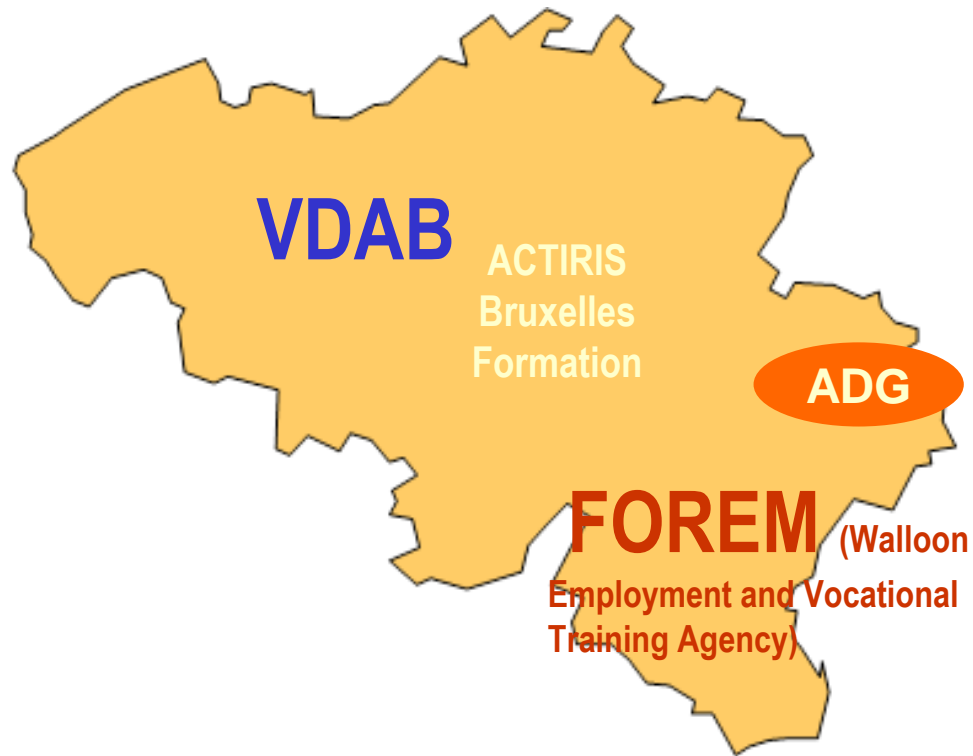 VDAB
ACTIRIS
Bruxelles
Formation
ADG
FOREM (Walloon
Employment and Vocational
Training Agency)